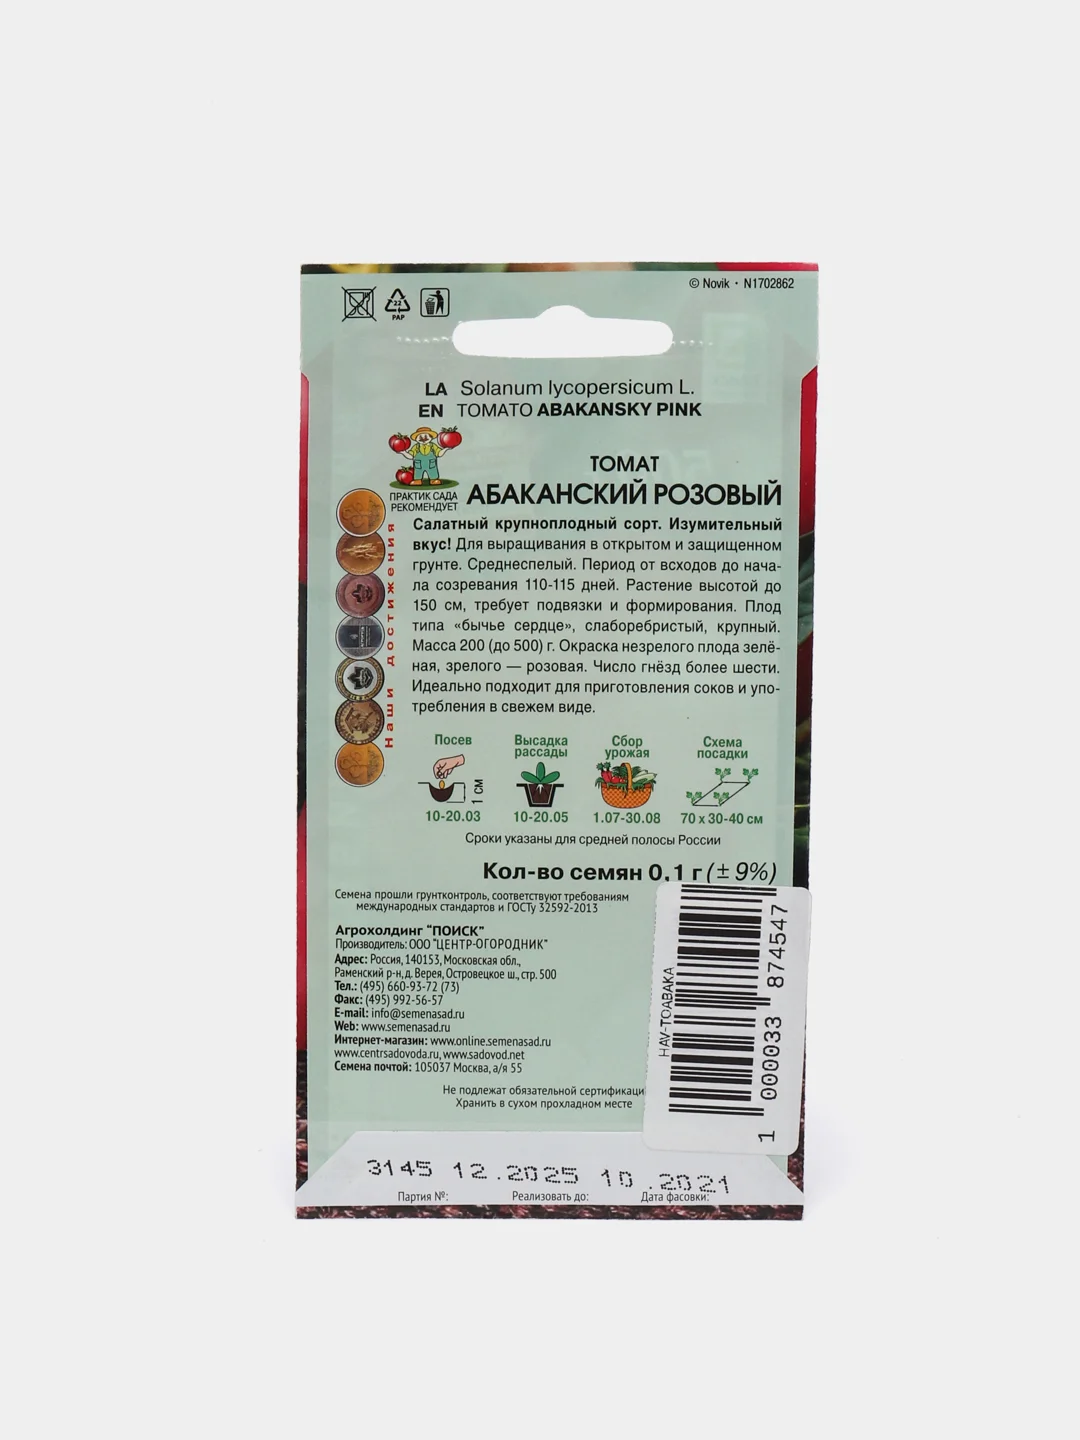 © Novik · N1702862
22
PAP
LA Solanum lycopersicum L.
EN TOMATO ABAKANSKY PINK
ПРАКТИК САДА
РЕКОМЕНДУЕТ
ТОМАТ
АБАКАНСКИЙ РОЗОВЫЙ
Наши достижения
Салатный крупноплодный сорт. Изумительный
вкус! Для выращивания в открытом и защищенном
грунте. Среднеспелый. Период от всходов до нача-
ла созревания 110-115 дней. Растение высотой до
150 см, требует подвязки и формирования. Плод
типа «бычье сердце», слаборебристый, крупный.
Масса 200 (до 500) г. Окраска незрелого плода зелё-
ная, зрелого — розовая. Число гнёзд более шести.
Идеально подходит для приготовления соков и упо-
требления в свежем виде.
Посев
1 см
10-20.03
Высадка
рассады
10-20.05
Сбор
урожая
1.07-30.08
Схема
посадки
70 x 30-40 см
Сроки указаны для средней полосы России
Кол-во семян 0,1 г (± 9%)
Семена прошли грунтконтроль, соответствуют требованиям
международных стандартов и ГОСТу 32592-2013
Агрохолдинг "ПОИСК"
Производитель: ООО "ЦЕНТР-ОГОРОДНИК"
Адрес: Россия, 140153, Московская обл.,
Раменский р-н, д. Верея, Островецкое ш., стр. 500
Тел.: (495) 660-93-72 (73)
Факс: (495) 992-56-57
E-mail: info@semenasad.ru
Web: www.semenasad.ru
Интернет-магазин: www.online.semenasad.ru
www.centrsadovoda.ru, www.sadovod.net
Семена почтой: 105037 Москва, а/я 55
Не подлежат обязательной сертификаци
Хранить в сухом прохладном месте
HAV-TOABAKA
1 000033 874547
3145 12.2025 10.2021
Партия №: Реализовать до: Дата фасовки: